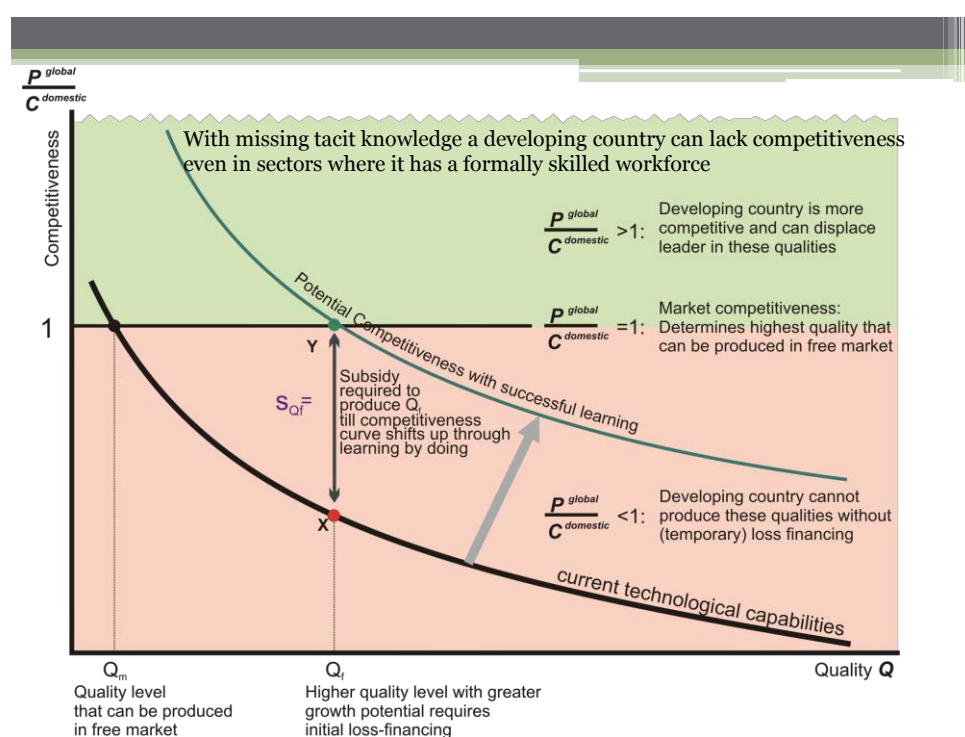 P global
C domestic
Competitiveness
With missing tacit knowledge a developing country can lack competitiveness
even in sectors where it has a formally skilled workforce
P global
C domestic
>1:
Developing country is more
competitive and can displace
leader in these qualities
Potential Competitiveness with successful learning
1
P global
C domestic
=1:
Market competitiveness:
Determines highest quality that
can be produced in free market
Y
SQf=
Subsidy
required to
produce Qf
till competitiveness
curve shifts up through
learning by doing
X
P global
C domestic
<1:
Developing country cannot
produce these qualities without
(temporary) loss financing
current technological capabilities
Qm
Quality level
that can be produced
in free market
Qf
Higher quality level with greater
growth potential requires
initial loss-financing
Quality Q